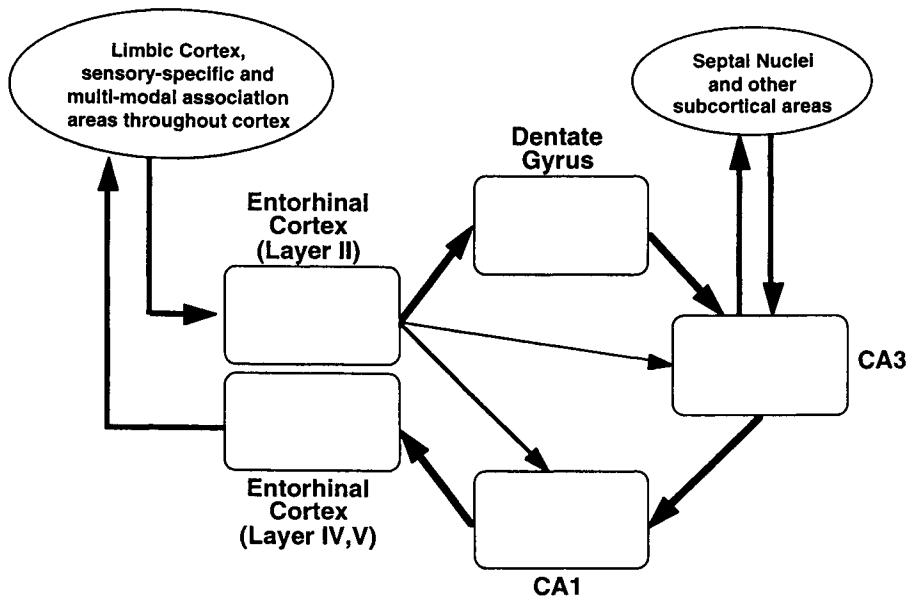 Limbic Cortex,
sensory-specific and
multi-modal association
areas throughout cortex
Septal Nuclei
and other
subcortical areas
Dentate
Gyrus
Entorhinal
Cortex
(Layer II)
CA3
Entorhinal
Cortex
(Layer IV,V)
CA1